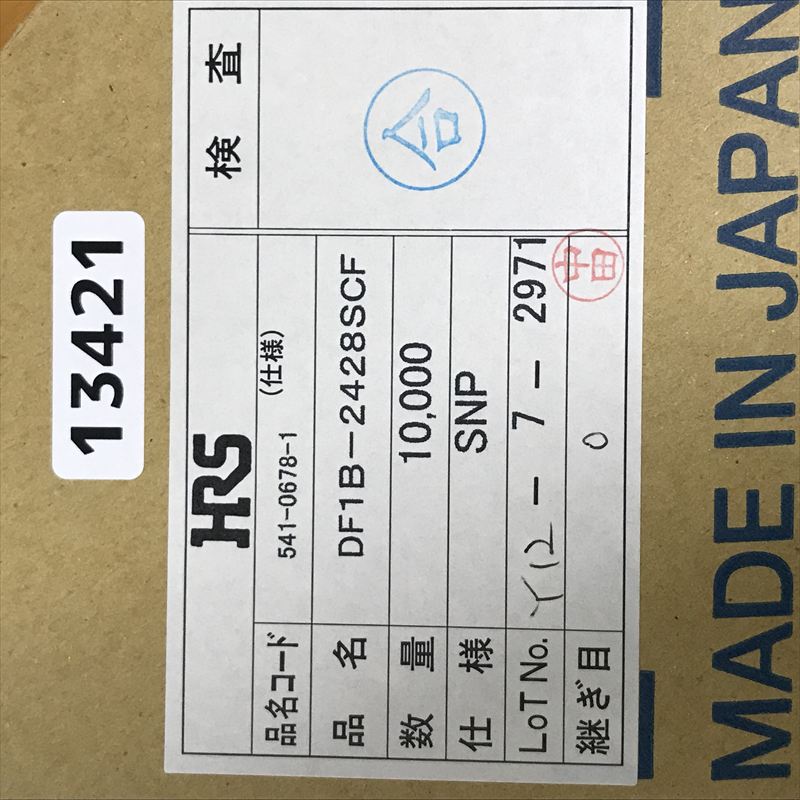 13421
HRS
検査
品名コード 541-0678-1 (仕様)
品名 DF1B-2428SCF
合
数量 10,000
仕様 SNP
LoT No. Y12-7-2971
継ぎ目 0
中田
MADE IN JAPAN